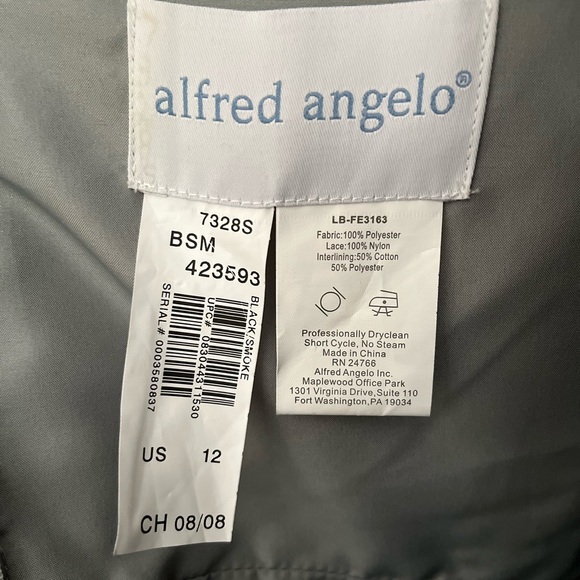 alfred angelo®
7328S
BSM
423593
BLACK/SMOKE
UPC# 083044311530
SERIAL# 0003580837
US 12
CH 08/08
LB-FE3163
Fabric:100% Polyester
Lace:100% Nylon
Interlining:50% Cotton
50% Polyester
Professionally Dryclean
Short Cycle, No Steam
Made in China
RN 24766
Alfred Angelo Inc.
Maplewood Office Park
1301 Virginia Drive,Suite 110
Fort Washington,PA 19034